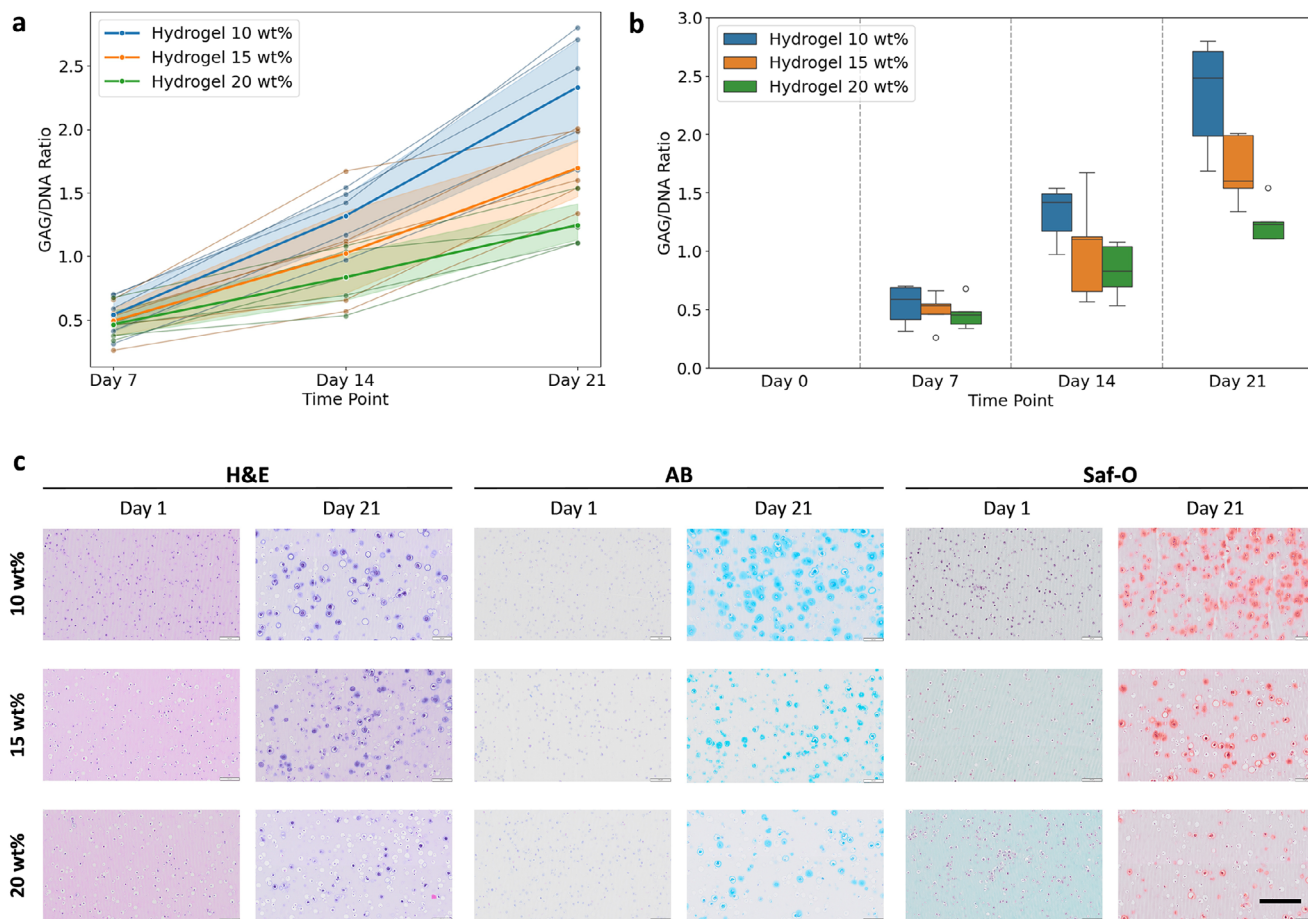 a
Hydrogel 10 wt%
Hydrogel 15 wt%
Hydrogel 20 wt%
GAG/DNA Ratio
2.5
2.0
1.5
1.0
0.5
Day 7
Day 14
Day 21
Time Point
b
Hydrogel 10 wt%
Hydrogel 15 wt%
Hydrogel 20 wt%
GAG/DNA Ratio
3.0
2.5
2.0
1.5
1.0
0.5
0.0
Day 0
Day 7
Day 14
Day 21
Time Point
c
H&E
AB
Saf-O
Day 1
Day 21
Day 1
Day 21
Day 1
Day 21
10 wt%
15 wt%
20 wt%